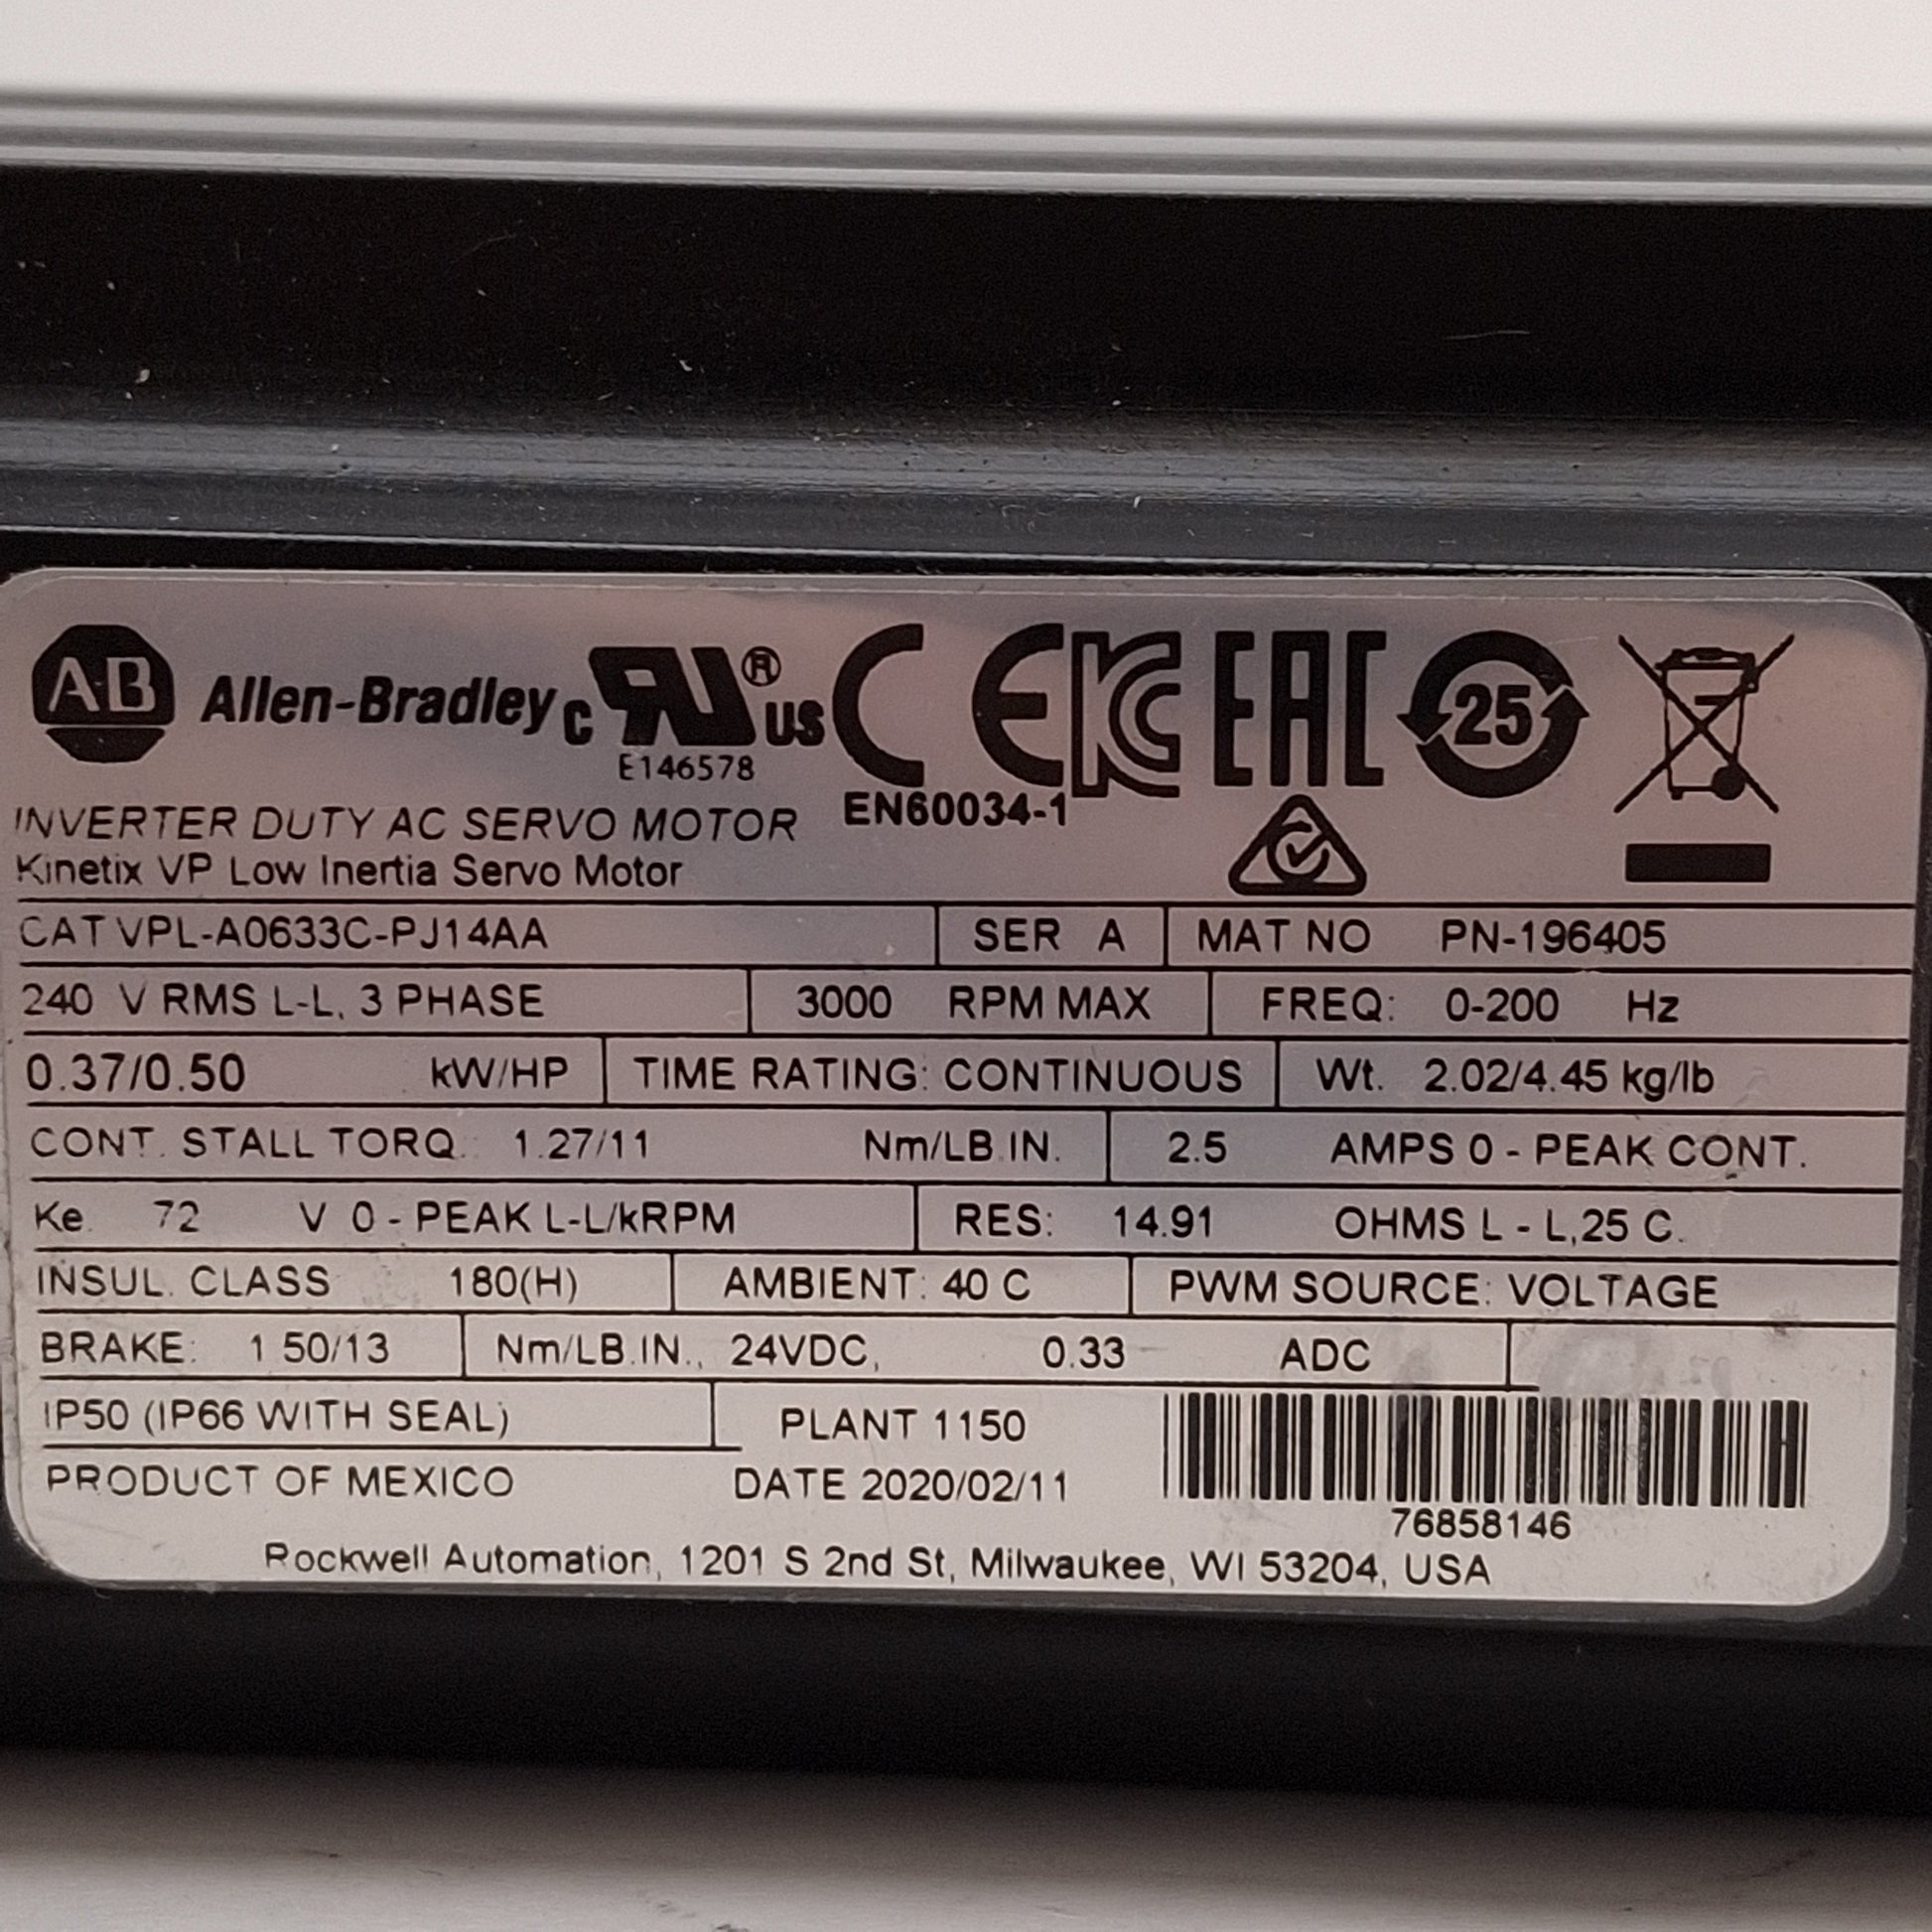 AB Allen-Bradley c RU ® US CE KC EAC 25
E146578
EN60034-1
INVERTER DUTY AC SERVO MOTOR
Kinetix VP Low Inertia Servo Motor
CAT VPL-A0633C-PJ14AA SER A MAT NO PN-196405
240 V RMS L-L, 3 PHASE 3000 RPM MAX FREQ: 0-200 Hz
0.37/0.50 kW/HP TIME RATING: CONTINUOUS Wt. 2.02/4.45 kg/lb
CONT. STALL TORQ.: 1.27/11 Nm/LB.IN. 2.5 AMPS 0 - PEAK CONT.
Ke. 72 V 0 - PEAK L-L/kRPM RES: 14.91 OHMS L - L,25 C.
INSUL. CLASS 180(H) AMBIENT: 40 C PWM SOURCE: VOLTAGE
BRAKE: 1.50/13 Nm/LB.IN., 24VDC, 0.33 ADC
IP50 (IP66 WITH SEAL) PLANT 1150
PRODUCT OF MEXICO DATE 2020/02/11
76858146
Rockwell Automation, 1201 S 2nd St, Milwaukee, WI 53204, USA